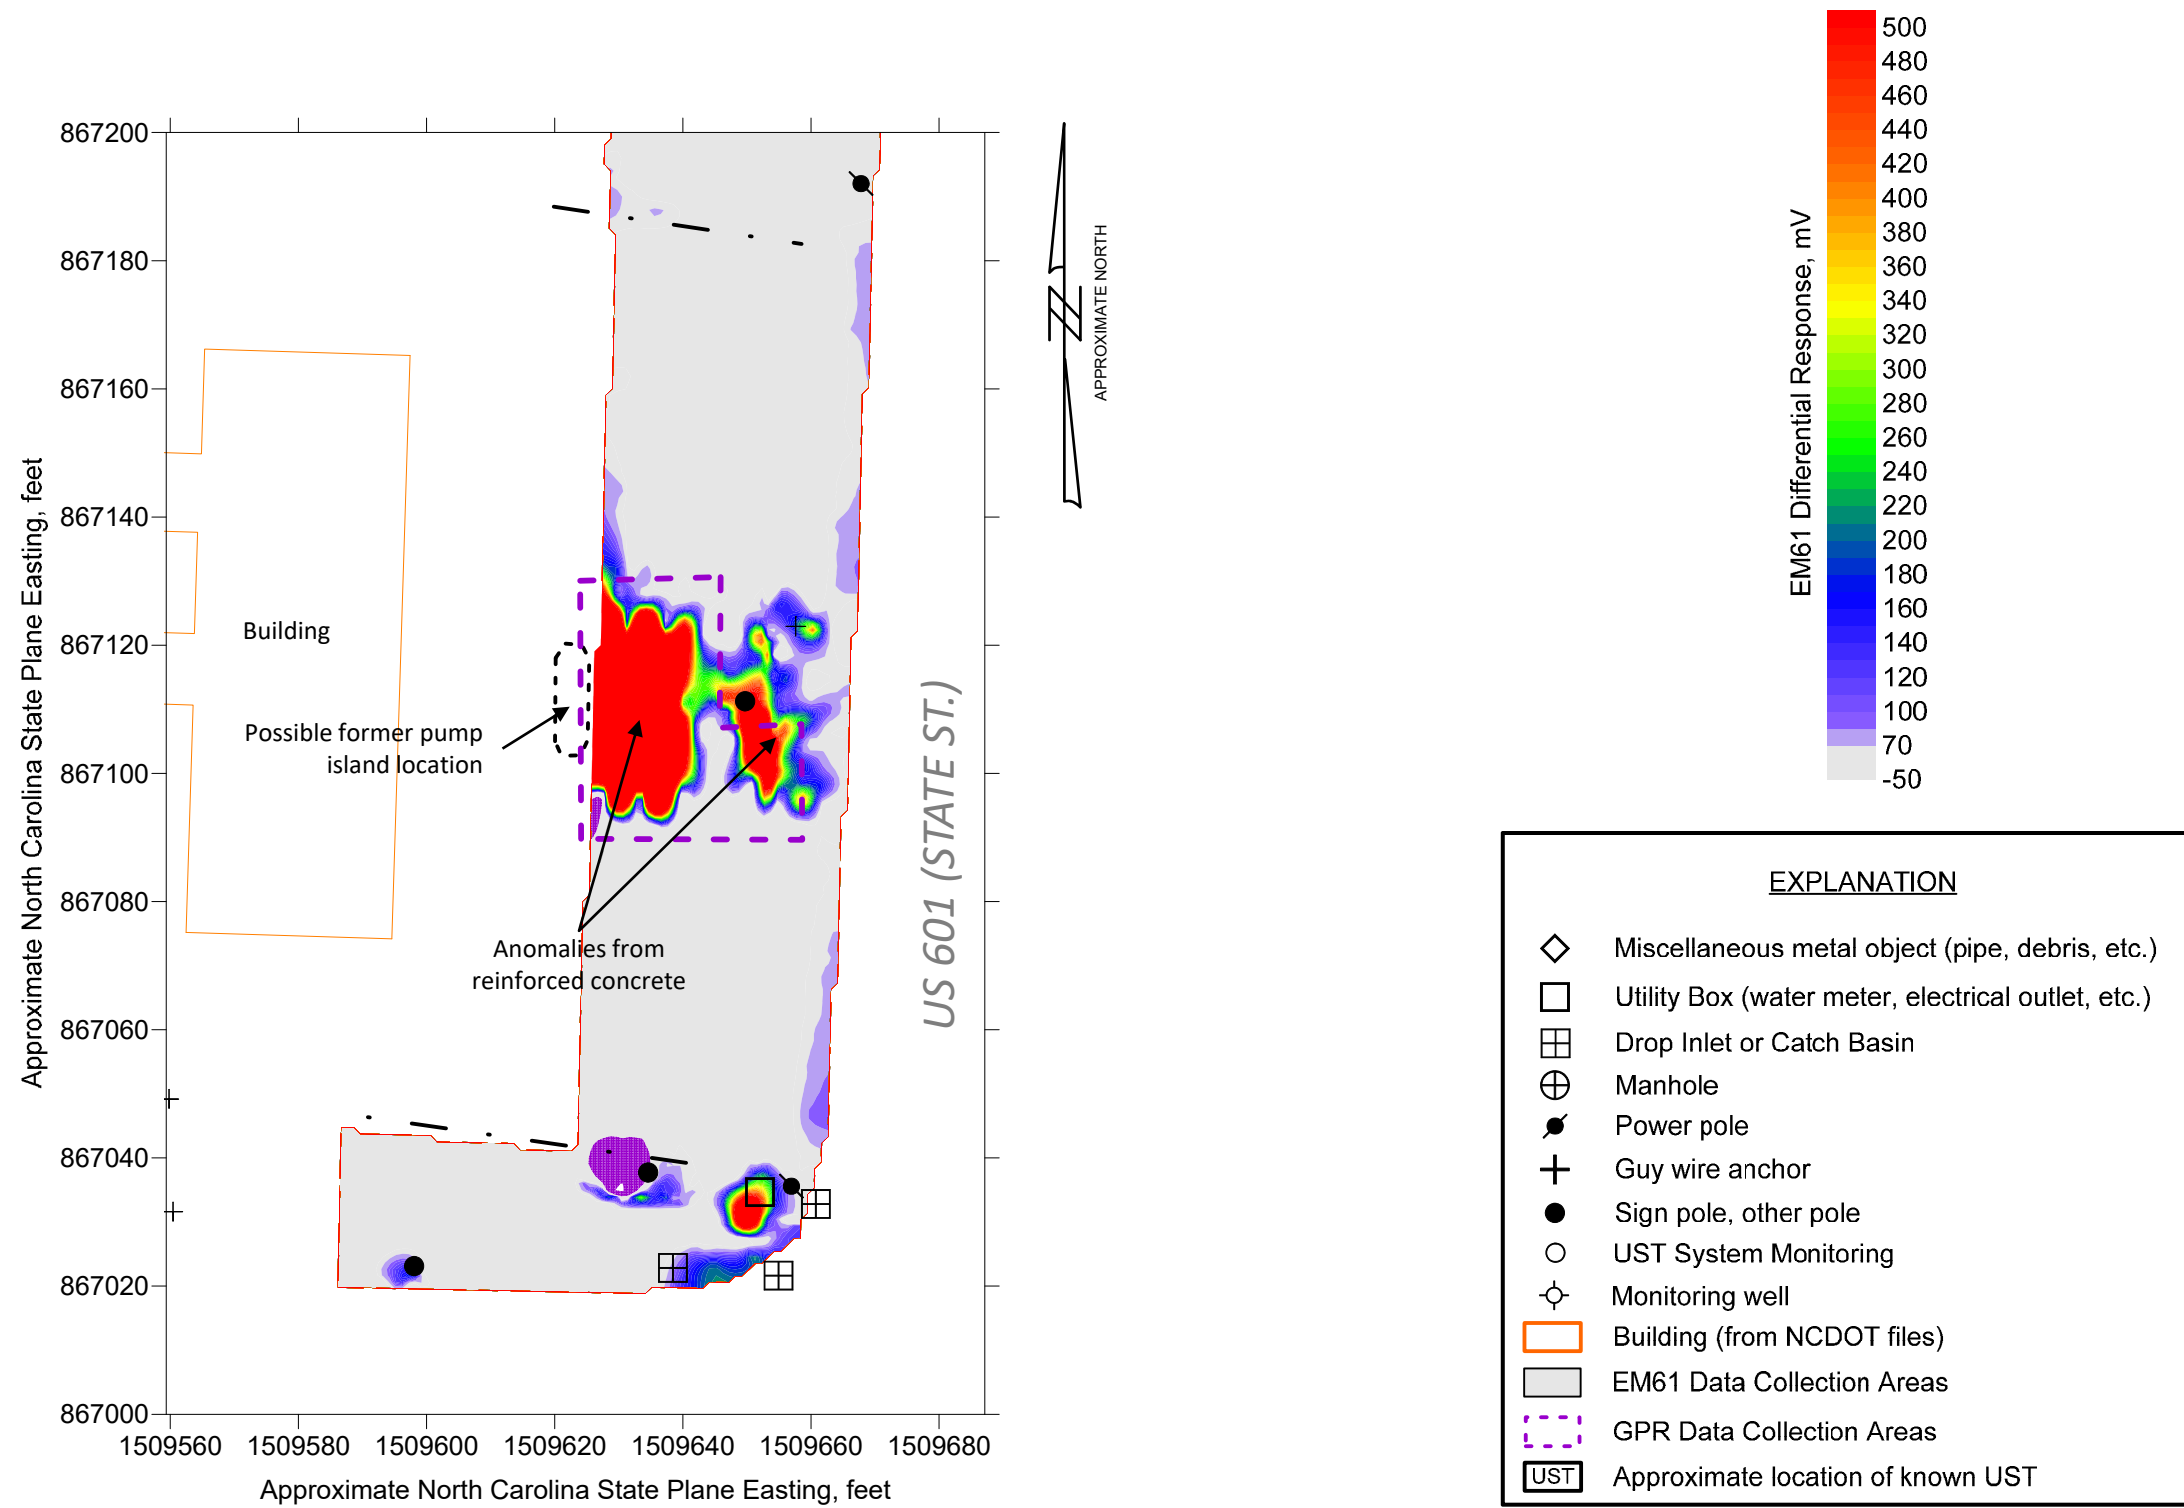 867200
867180
867160
867140
867120
867100
867080
867060
867040
867020
867000
Approximate North Carolina State Plane Easting, feet
1509560 1509580 1509600 1509620 1509640 1509660 1509680
Approximate North Carolina State Plane Easting, feet
Building
Possible former pump
island location
Anomalies from
reinforced concrete
US 601 (STATE ST.)
N
APPROXIMATE NORTH
EM61 Differential Response, mV
500
480
460
440
420
400
380
360
340
320
300
280
260
240
220
200
180
160
140
120
100
70
-50
EXPLANATION
Miscellaneous metal object (pipe, debris, etc.)
Utility Box (water meter, electrical outlet, etc.)
Drop Inlet or Catch Basin
Manhole
Power pole
Guy wire anchor
Sign pole, other pole
UST System Monitoring
Monitoring well
Building (from NCDOT files)
EM61 Data Collection Areas
GPR Data Collection Areas
UST Approximate location of known UST